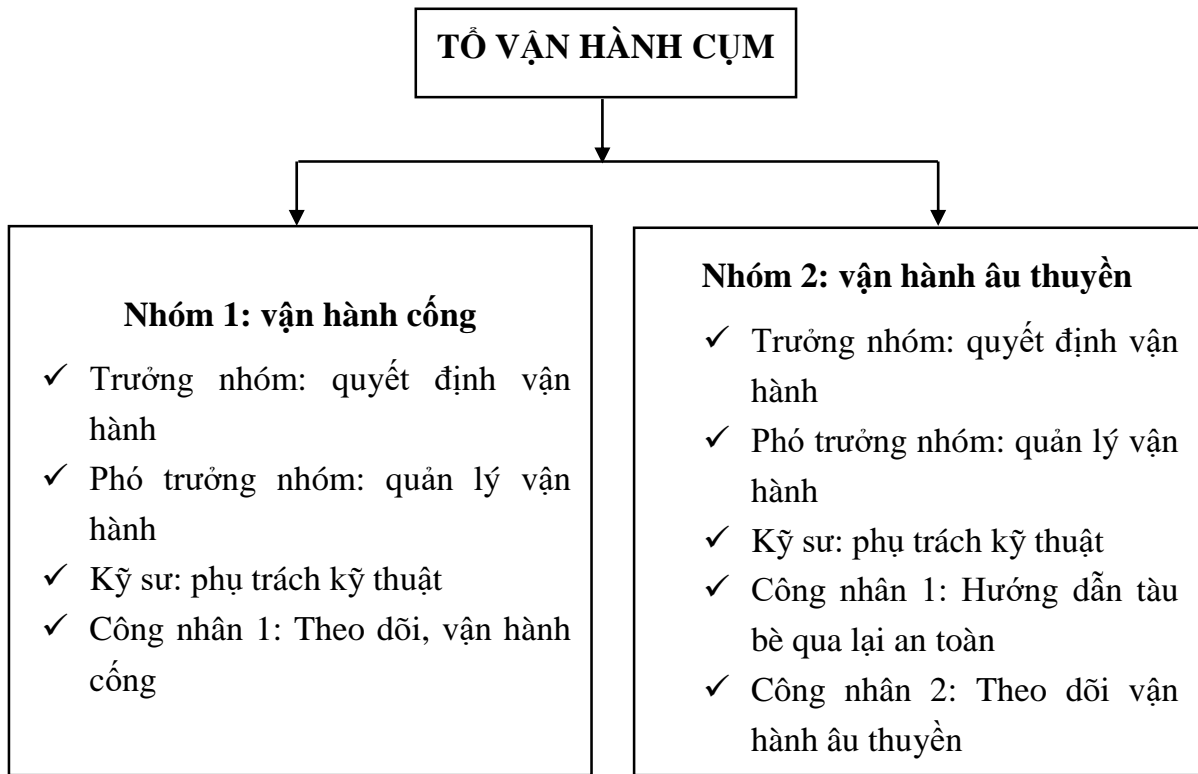 TỔ VẬN HÀNH CỤM
Nhóm 1: vận hành cống
✓ Trưởng nhóm: quyết định vận
hành
✓ Phó trưởng nhóm: quản lý vận
hành
✓ Kỹ sư: phụ trách kỹ thuật
✓ Công nhân 1: Theo dõi, vận hành
cống
Nhóm 2: vận hành âu thuyền
✓ Trưởng nhóm: quyết định vận
hành
✓ Phó trưởng nhóm: quản lý vận
hành
✓ Kỹ sư: phụ trách kỹ thuật
✓ Công nhân 1: Hướng dẫn tàu
bè qua lại an toàn
✓ Công nhân 2: Theo dõi vận
hành âu thuyền